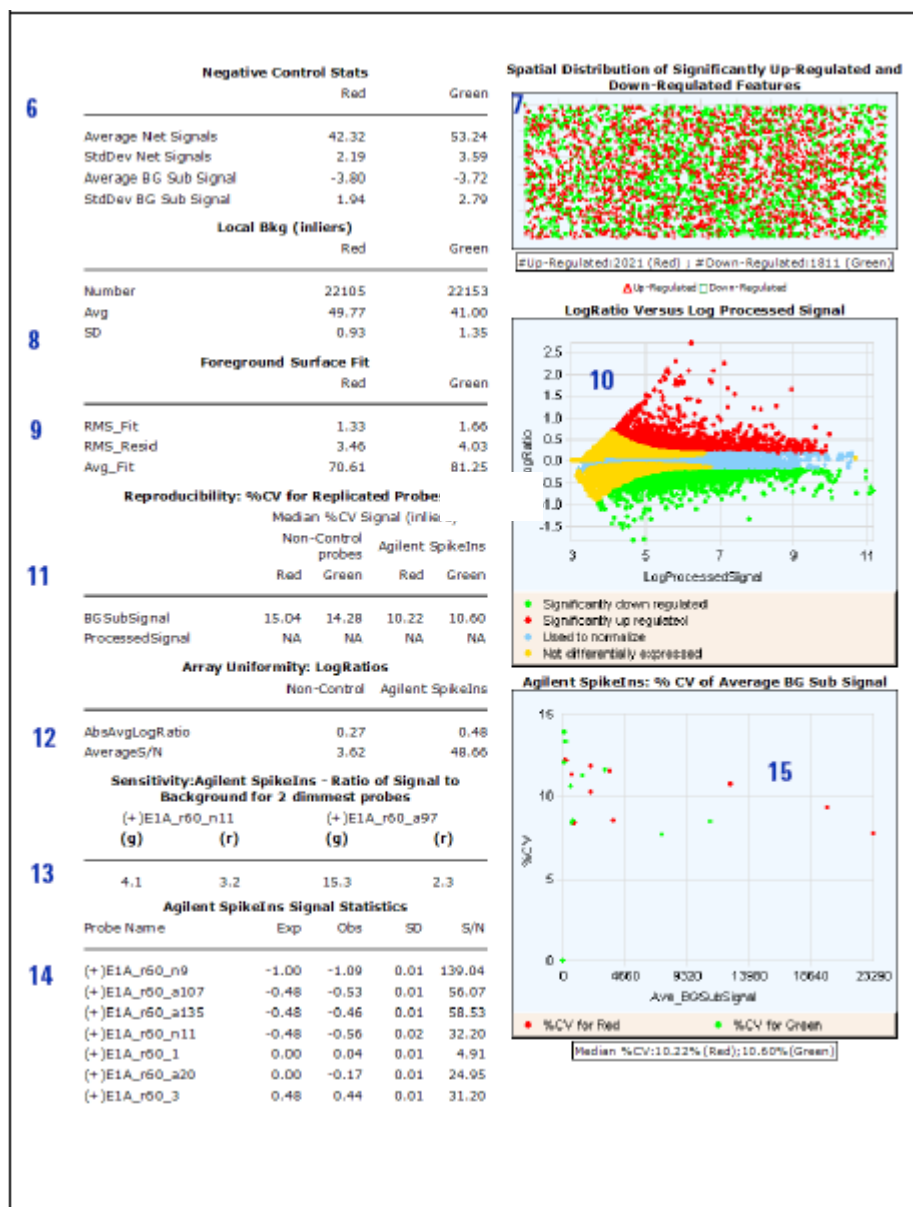 Negative Control Stats
Red Green
6
Average Net Signals 42.32 53.24
StdDev Net Signals 2.19 3.59
Average BG Sub Signal -3.80 -3.72
StdDev BG Sub Signal 1.94 2.79
Local Bkg (inliers)
Red Green
Number 22105 22153
Avg 49.77 41.00
SD 0.93 1.35
8
Foreground Surface Fit
Red Green
9
RMS_Fit 1.33 1.66
RMS_Resid 3.46 4.03
Avg_Fit 70.61 81.25
Reproducibility: %CV for Replicated Probe
Median %CV Signal (inlier
Non-Control probes Agilent SpikeIns
11
Red Green Red Green
BGSubSignal 15.04 14.28 10.22 10.60
ProcessedSignal NA NA NA NA
Array Uniformity: LogRatios
Non-Control Agilent SpikeIns
12
AbsAvgLogRatio 0.27 0.48
AverageS/N 3.62 48.66
Sensitivity:Agilent SpikeIns - Ratio of Signal to
Background for 2 dimmest probes
(+)E1A_r60_n11 (+)E1A_r60_a97
(g) (r) (g) (r)
13
4.1 3.2 15.3 2.3
Agilent SpikeIns Signal Statistics
Probe Name Exp Obs SD S/N
14
(+)E1A_r60_n9 -1.00 -1.09 0.01 139.04
(+)E1A_r60_a107 -0.48 -0.53 0.01 56.07
(+)E1A_r60_a135 -0.48 -0.46 0.01 58.53
(+)E1A_r60_n11 -0.48 -0.56 0.02 32.20
(+)E1A_r60_1 0.00 0.04 0.01 4.91
(+)E1A_r60_a20 0.00 -0.17 0.01 24.95
(+)E1A_r60_3 0.48 0.44 0.01 31.20
Spatial Distribution of Significantly Up-Regulated and
Down-Regulated Features
7
#Up-Regulated:2021 (Red) ; #Down-Regulated:1811 (Green)
Up-Regulated Down-Regulated
LogRatio Versus Log Processed Signal
10
2.5
2.0
1.5
1.0
0.5
0.0
-0.5
-1.0
-1.5
ogRatio
3 5 7 9 11
LogProcessedSignal
Significantly down regulated
Significantly up regulated
Used to normalize
Not differentially expressed
Agilent SpikeIns: % CV of Average BG Sub Signal
15
15
10
5
0
%CV
0 4660 9320 13980 18640 23290
Ave_BGSubSignal
%CV for Red %CV for Green
Median %CV:10.22% (Red);10.60%(Green)